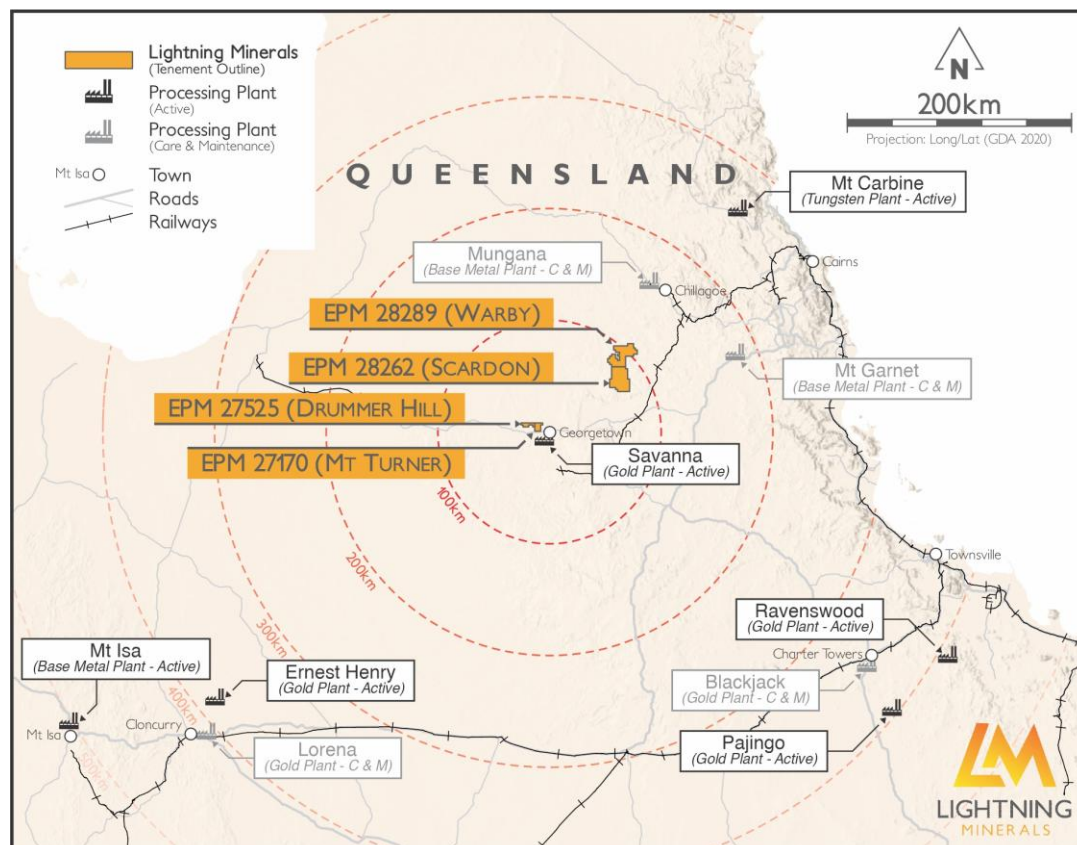 Lightning Minerals
(Tenement Outline)
Processing Plant
(Active)
Processing Plant
(Care & Maintenance)
Mt Isa
Town
Roads
Railways
N
200km
Projection: Long/Lat (GDA 2020)
QUEENSLAND
Mt Carbine
(Tungsten Plant - Active)
Mungana
(Base Metal Plant - C & M)
Cairns
Chillagoe
EPM 28289 (WARBY)
EPM 28262 (SCARDON)
Mt Garnet
(Base Metal Plant - C & M)
EPM 27525 (DRUMMER HILL)
Georgetown
EPM 27170 (MT TURNER)
Savanna
(Gold Plant - Active)
100km
200km
300km
400km
500km
Townsville
Ravenswood
(Gold Plant - Active)
Charter Towers
Blackjack
(Gold Plant - C & M)
Mt Isa
(Base Metal Plant - Active)
Ernest Henry
(Gold Plant - Active)
Cloncurry
Mt Isa
Lorena
(Gold Plant - C & M)
Pajingo
(Gold Plant - Active)
LM
LIGHTNING
MINERALS